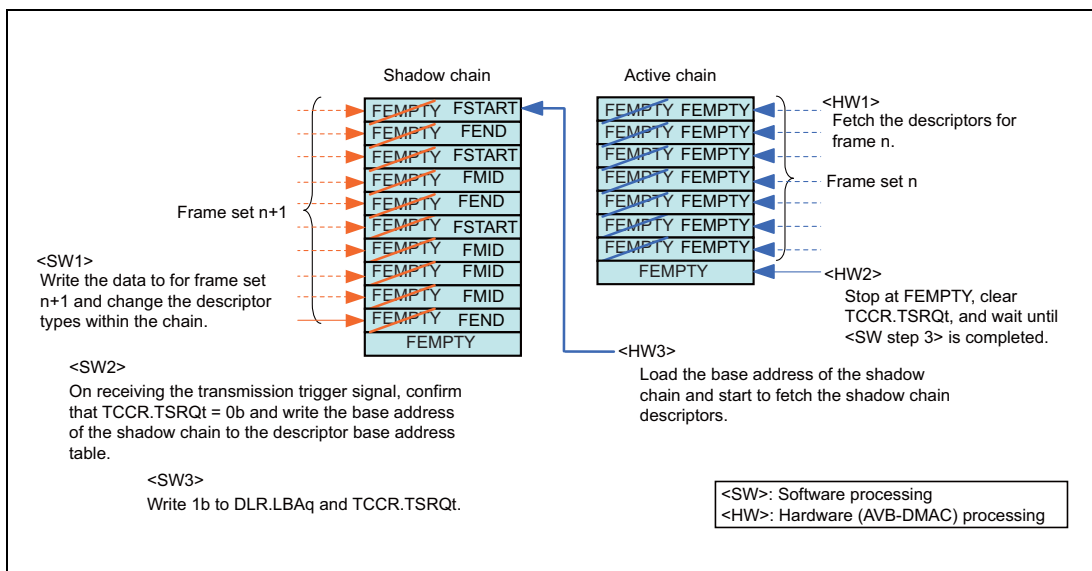 Shadow chain
Active chain
FEMPTY FSTART
FEMPTY FEND
FEMPTY FSTART
FEMPTY FMID
FEMPTY FEND
FEMPTY FSTART
FEMPTY FMID
FEMPTY FMID
FEMPTY FMID
FEMPTY FEND
FEMPTY
Frame set n+1
FEMPTY FEMPTY
FEMPTY FEMPTY
FEMPTY FEMPTY
FEMPTY FEMPTY
FEMPTY FEMPTY
FEMPTY FEMPTY
FEMPTY FEMPTY
FEMPTY
<HW1>
Fetch the descriptors for
frame n.
Frame set n
<HW2>
Stop at FEMPTY, clear
TCCR.TSRQt, and wait until
<SW step 3> is completed.
<SW1>
Write the data to for frame set
n+1 and change the descriptor
types within the chain.
<SW2>
On receiving the transmission trigger signal, confirm
that TCCR.TSRQt = 0b and write the base address
of the shadow chain to the descriptor base address
table.
<HW3>
Load the base address of the shadow
chain and start to fetch the shadow chain
descriptors.
<SW3>
Write 1b to DLR.LBAq and TCCR.TSRQt.
<SW>: Software processing
<HW>: Hardware (AVB-DMAC) processing